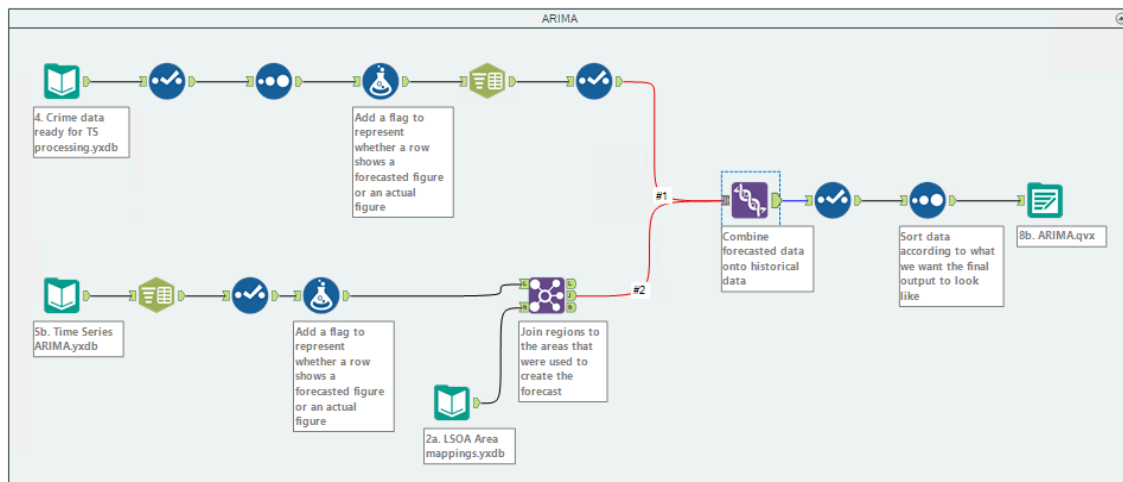 ARIMA
4. Crime data
ready for TS
processing.yxdb
Add a flag to
represent
whether a row
shows a
forecasted figure
or an actual
figure
#1
Combine
forecasted data
onto historical
data
Sort data
according to what
we want the final
output to look
like
8b. ARIMA.qvx
#2
L
J
R
L
R
5b. Time Series
ARIMA.yxdb
Add a flag to
represent
whether a row
shows a
forecasted figure
or an actual
figure
Join regions to
the areas that
were used to
create the
forecast
2a. LSOA Area
mappings.yxdb